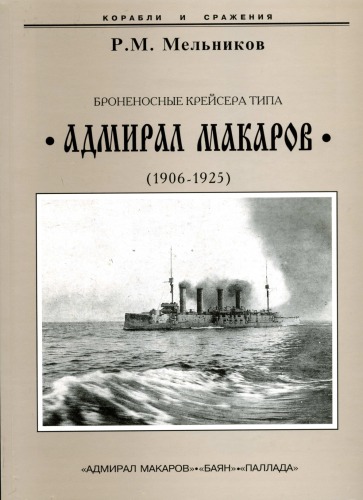 КОРАБЛИ И СРАЖЕНИЯ
Р.М. Мельников
БРОНЕНОСНЫЕ КРЕЙСЕРА ТИПА
• АДМИРАЛ МАКАРОВ •
(1906-1925)
«АДМИРАЛ МАКАРОВ»•«БАЯН»•«ПАЛЛАДА»